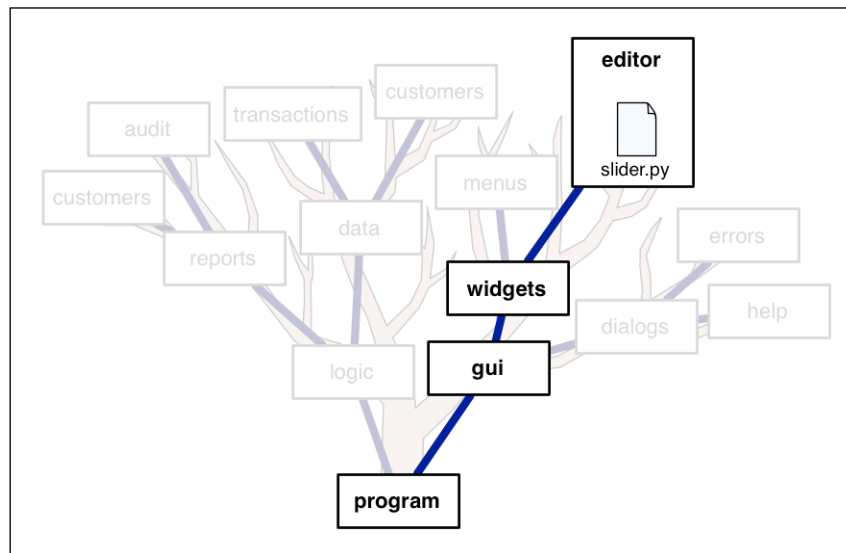 editor
slider.py
customers
transactions
audit
menus
customers
data
errors
reports
widgets
help
dialogs
gui
logic
program